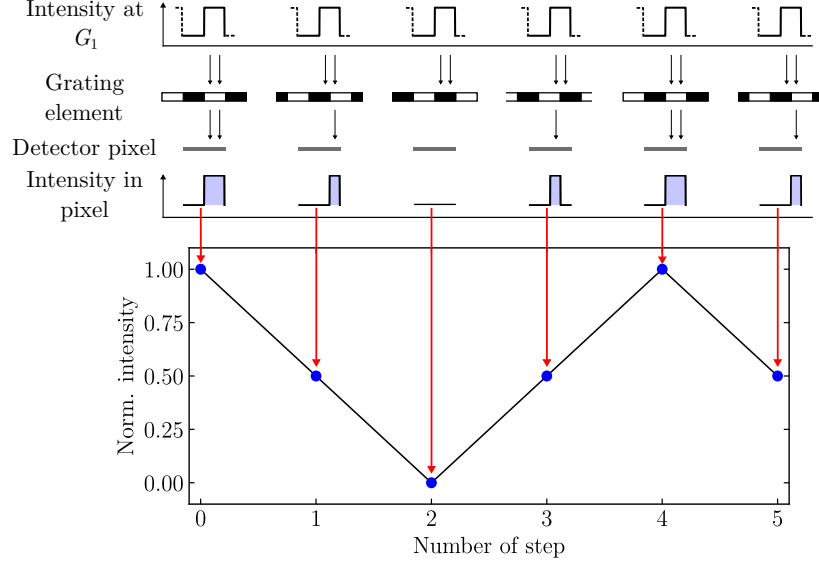 Intensity at
G₁
Grating
element
Detector pixel
Intensity in
pixel
1.00
0.75
0.50
0.25
0.00
Norm. intensity
0 1 2 3 4 5
Number of step